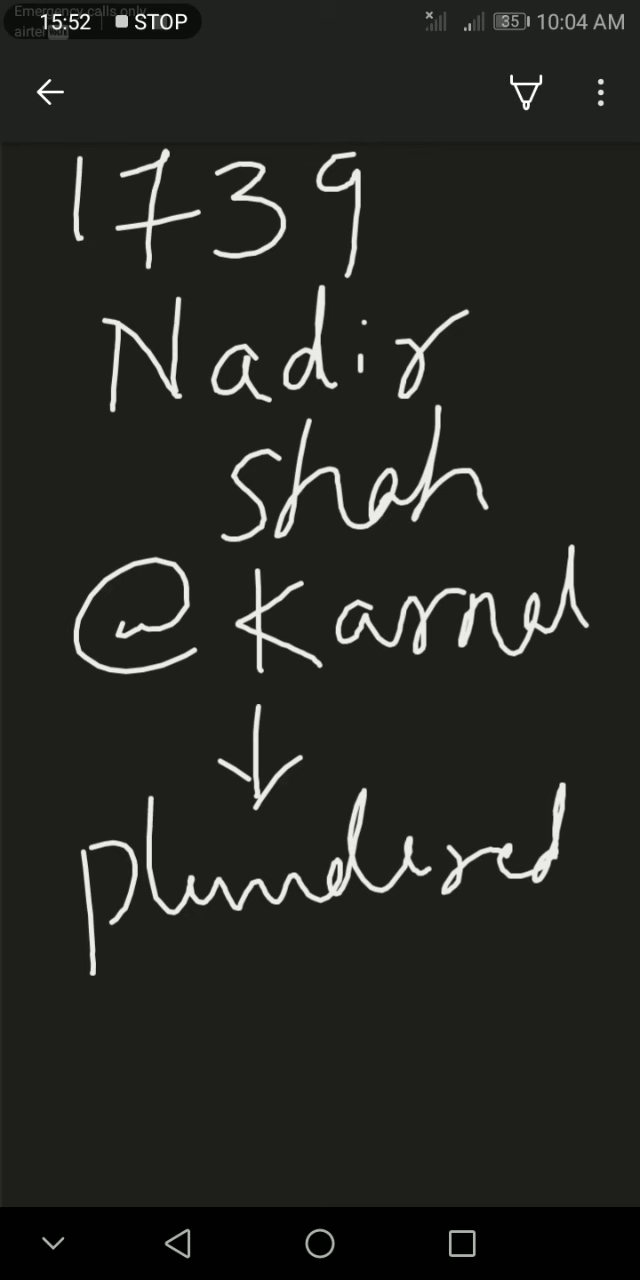 Emergency calls only
airtel
15:52 STOP
35 10:04 AM
1739
Nadir
Shah
@ Karnal
↓
plundered